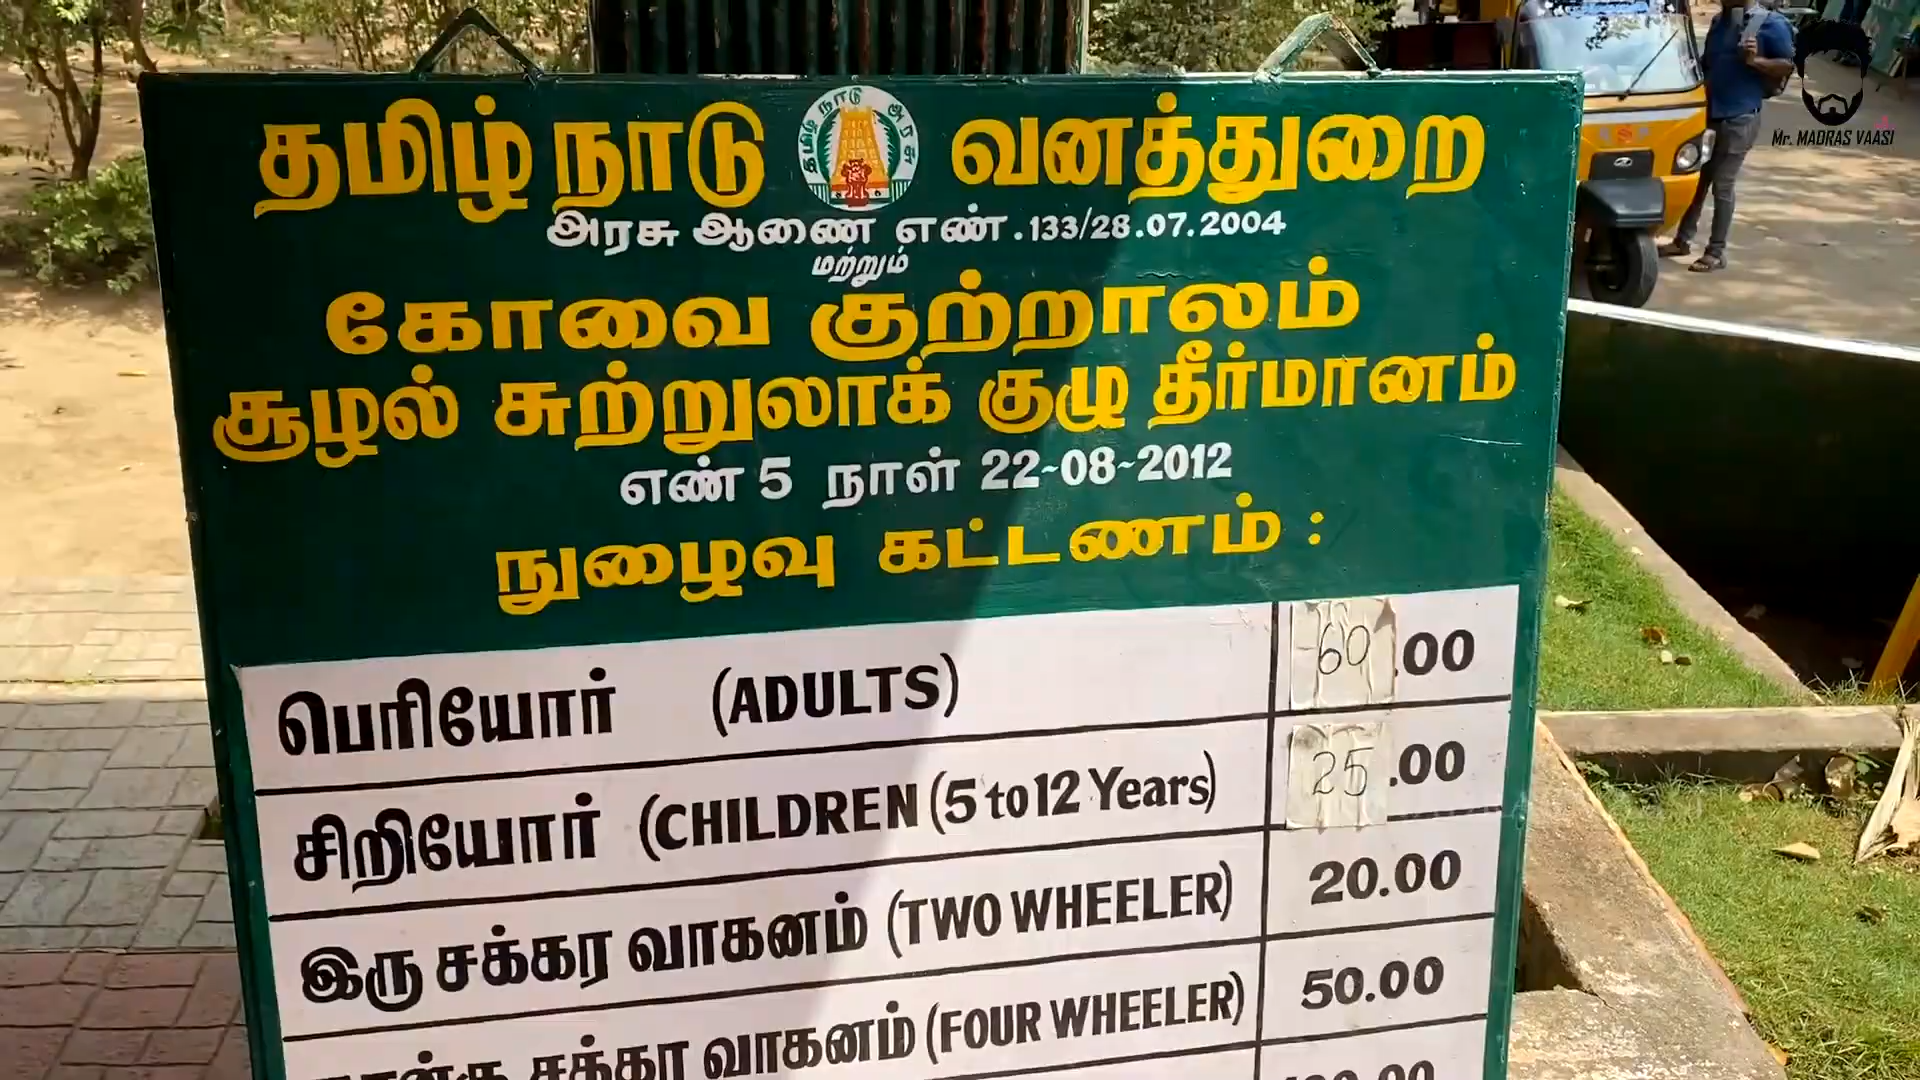 தமிழ் நாடு வனத்துறை
தமிழ் நாடு அரசு
அரசு ஆணை எண்.133/28.07.2004
மற்றும்
கோவை குற்றாலம்
சூழல் சுற்றுலாக் குழு தீர்மானம்
எண் 5 நாள் 22-08-2012
நுழைவு கட்டணம் :
பெரியோர் (ADULTS) 60.00
சிறியோர் (CHILDREN (5 to 12 Years) 25.00
இரு சக்கர வாகனம் (TWO WHEELER) 20.00
நான்கு சக்கர வாகனம் (FOUR WHEELER) 50.00
Mr. MADRAS VAASI